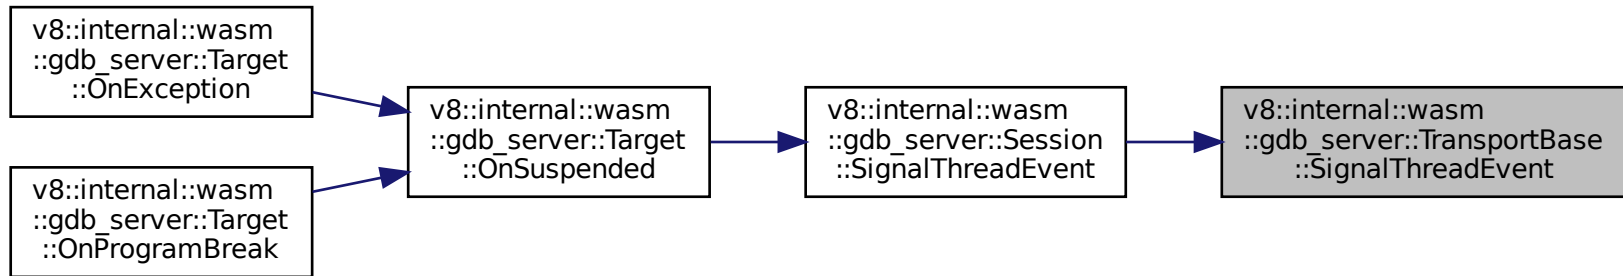 v8::internal::wasm
::gdb_server::Target
::OnException
v8::internal::wasm
::gdb_server::Target
::OnProgramBreak
v8::internal::wasm
::gdb_server::Target
::OnSuspended
v8::internal::wasm
::gdb_server::Session
::SignalThreadEvent
v8::internal::wasm
::gdb_server::TransportBase
::SignalThreadEvent